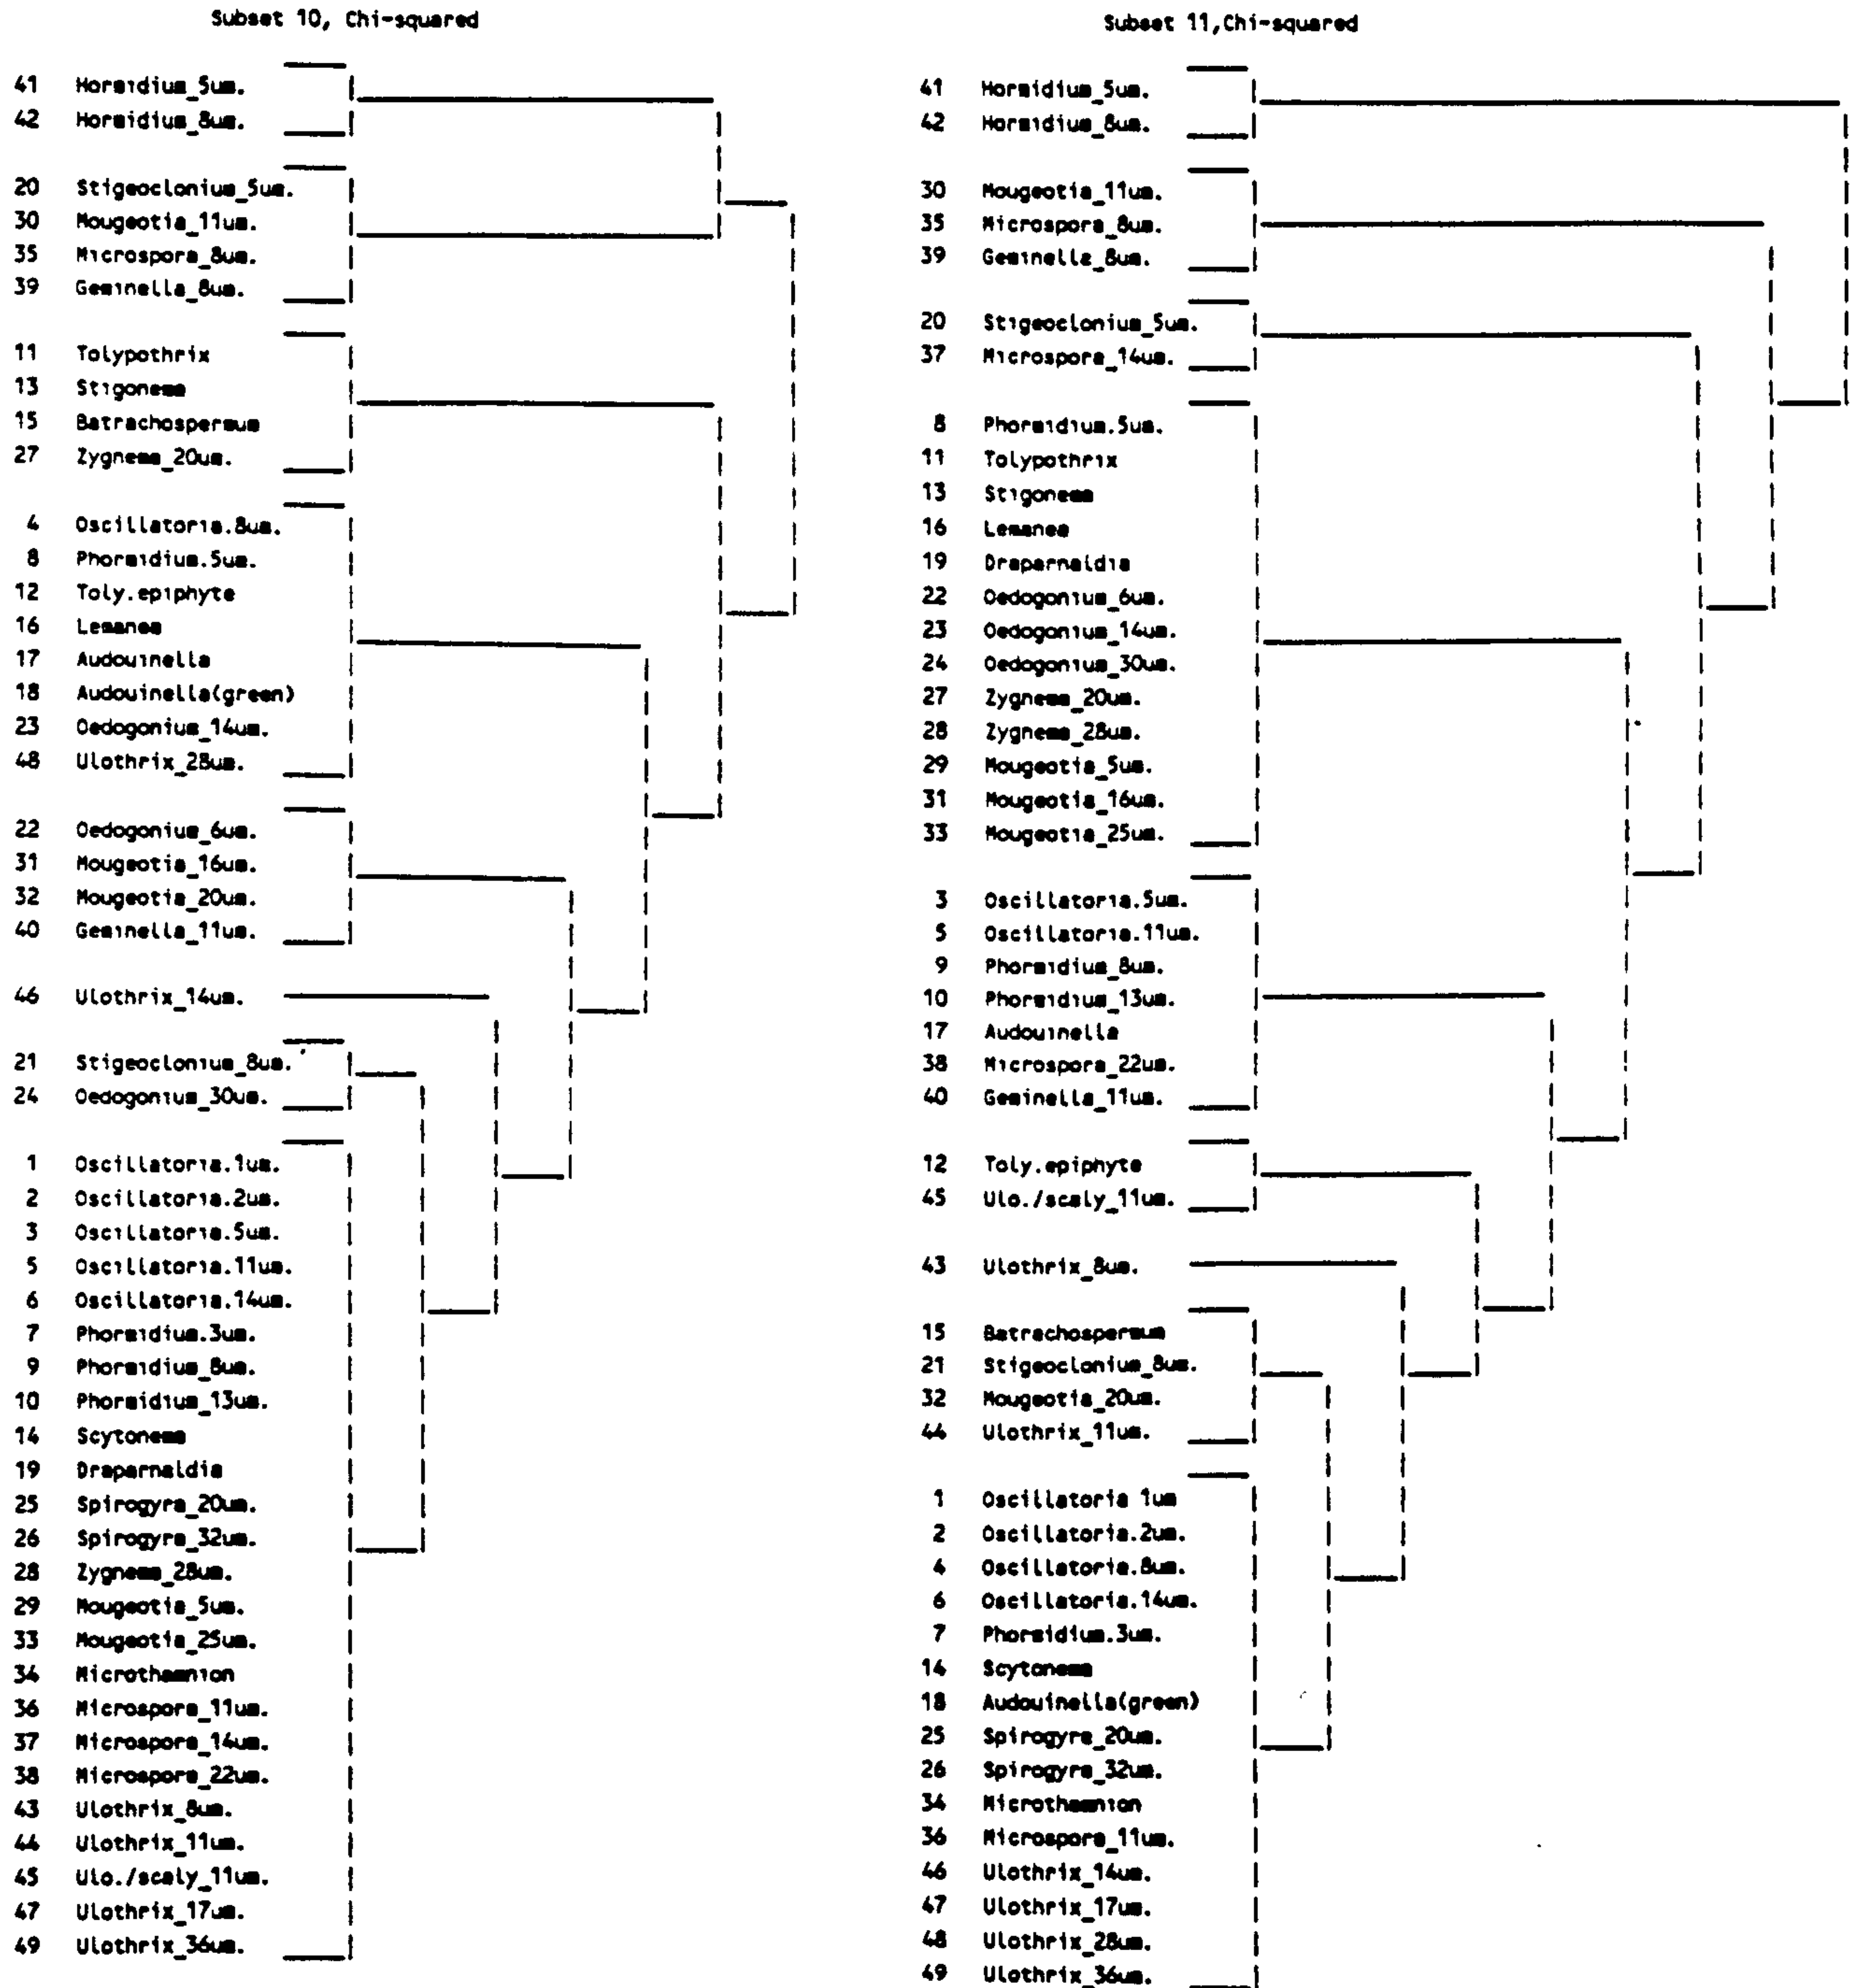 Subset 10, Chi-squared
41 Hormidium_5um.
42 Hormidium_8um.
20 Stigeoclonium_5um.
30 Mougeotia_11um.
35 Microspora_8um.
39 Geminella_8um.
11 Tolypothrix
13 Stigonema
15 Batrachospermum
27 Zygnema_20um.
4 Oscillatoria.8um.
8 Phormidium.5um.
12 Toly.epiphyte
16 Lemanea
17 Audouinella
18 Audouinella(green)
23 Oedogonium_14um.
48 Ulothrix_28um.
22 Oedogonium_6um.
31 Mougeotia_16um.
32 Mougeotia_20um.
40 Geminella_11um.
46 Ulothrix_14um.
21 Stigeoclonium_8um.
24 Oedogonium_30um.
1 Oscillatoria.1um.
2 Oscillatoria.2um.
3 Oscillatoria.5um.
5 Oscillatoria.11um.
6 Oscillatoria.14um.
7 Phormidium.3um.
9 Phormidium_8um.
10 Phormidium_13um.
14 Scytonema
19 Draparnaldia
25 Spirogyra_20um.
26 Spirogyra_32um.
28 Zygnema_28um.
29 Mougeotia_5um.
33 Mougeotia_25um.
34 Microthamnion
36 Microspora_11um.
37 Microspora_14um.
38 Microspora_22um.
43 Ulothrix_8um.
44 Ulothrix_11um.
45 Ulo./scaly_11um.
47 Ulothrix_17um.
49 Ulothrix_36um.
Subset 11,Chi-squared
41 Hormidium_5um.
42 Hormidium_8um.
30 Mougeotia_11um.
35 Microspora_8um.
39 Geminella_8um.
20 Stigeoclonium_5um.
37 Microspora_14um.
8 Phormidium.5um.
11 Tolypothrix
13 Stigonema
16 Lemanea
19 Draparnaldia
22 Oedogonium_6um.
23 Oedogonium_14um.
24 Oedogonium_30um.
27 Zygnema_20um.
28 Zygnema_28um.
29 Mougeotia_5um.
31 Mougeotia_16um.
33 Mougeotia_25um.
3 Oscillatoria.5um.
5 Oscillatoria.11um.
9 Phormidium_8um.
10 Phormidium_13um.
17 Audouinella
38 Microspora_22um.
40 Geminella_11um.
12 Toly.epiphyte
45 Ulo./scaly_11um.
43 Ulothrix_8um.
15 Batrachospermum
21 Stigeoclonium_8um.
32 Mougeotia_20um.
44 Ulothrix_11um.
1 Oscillatoria 1um
2 Oscillatoria.2um.
4 Oscillatoria.8um.
6 Oscillatoria.14um.
7 Phormidium.3um.
14 Scytonema
18 Audouinella(green)
25 Spirogyra_20um.
26 Spirogyra_32um.
34 Microthamnion
36 Microspora_11um.
46 Ulothrix_14um.
47 Ulothrix_17um.
48 Ulothrix_28um.
49 Ulothrix_36um.